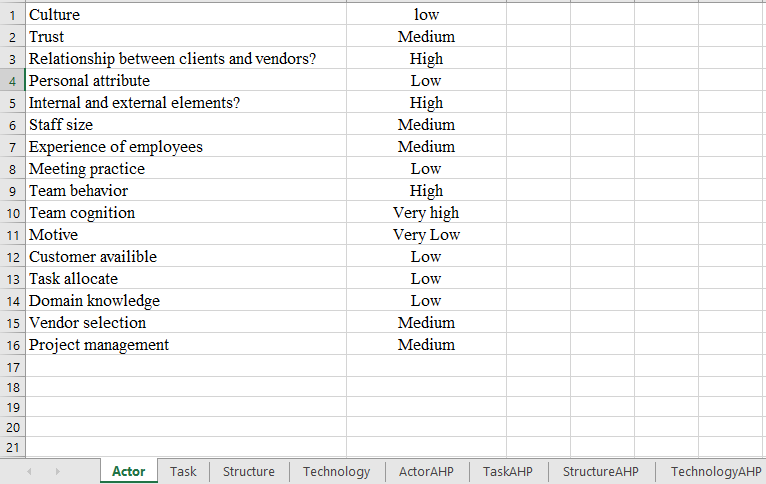 1 Culture low
2 Trust Medium
3 Relationship between clients and vendors? High
4 Personal attribute Low
5 Internal and external elements? High
6 Staff size Medium
7 Experience of employees Medium
8 Meeting practice Low
9 Team behavior High
10 Team cognition Very high
11 Motive Very Low
12 Customer availible Low
13 Task allocate Low
14 Domain knowledge Low
15 Vendor selection Medium
16 Project management Medium
17
18
19
20
21
Actor Task Structure Technology ActorAHP TaskAHP StructureAHP TechnologyAHP